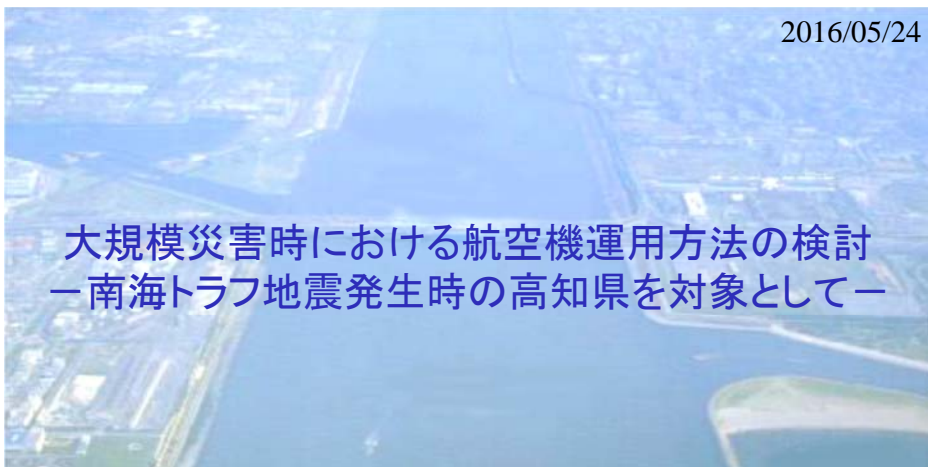 2016/05/24
大規模災害時における航空機運用方法の検討
－南海トラフ地震発生時の高知県を対象として－